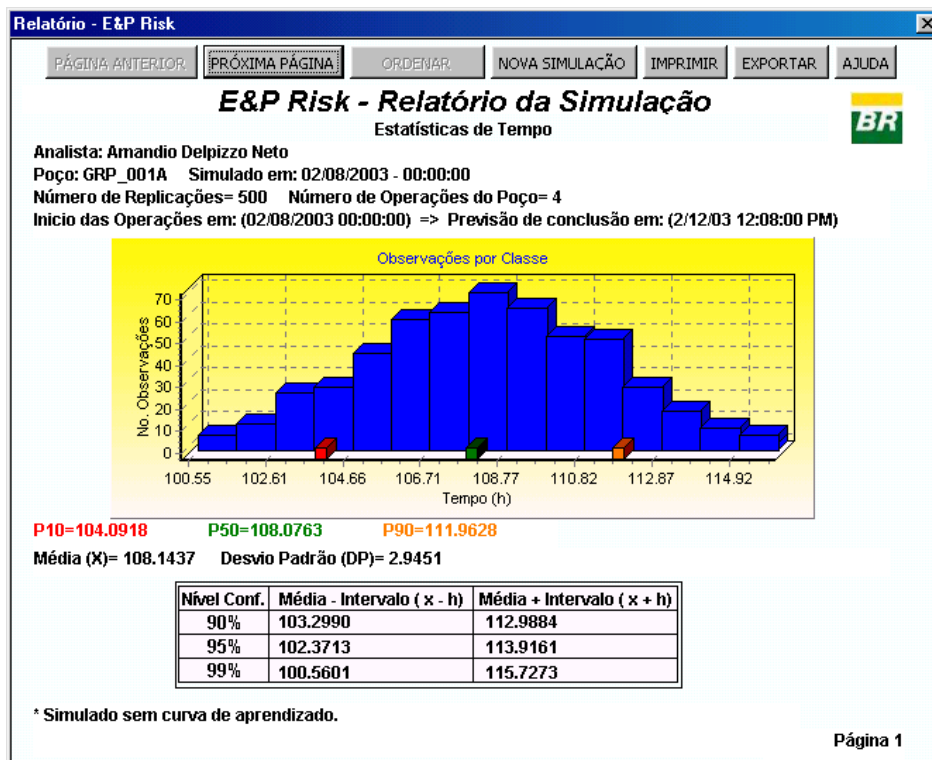 Relatório - E&P Risk
PÁGINA ANTERIOR PRÓXIMA PÁGINA ORDENAR NOVA SIMULAÇÃO IMPRIMIR EXPORTAR AJUDA
E&P Risk - Relatório da Simulação
BR
Estatísticas de Tempo
Analista: Amandio Delpizzo Neto
Poço: GRP_001A Simulado em: 02/08/2003 - 00:00:00
Número de Replicações= 500 Número de Operações do Poço= 4
Inicio das Operações em: (02/08/2003 00:00:00) => Previsão de conclusão em: (2/12/03 12:08:00 PM)
Observações por Classe
No. Observações
70
60
50
40
30
20
10
0
100.55 102.61 104.66 106.71 108.77 110.82 112.87 114.92
Tempo (h)
P10=104.0918 P50=108.0763 P90=111.9628
Média (X)= 108.1437 Desvio Padrão (DP)= 2.9451
Nível Conf. Média - Intervalo ( x - h) Média + Intervalo ( x + h)
90% 103.2990 112.9884
95% 102.3713 113.9161
99% 100.5601 115.7273
* Simulado sem curva de aprendizado.
Página 1